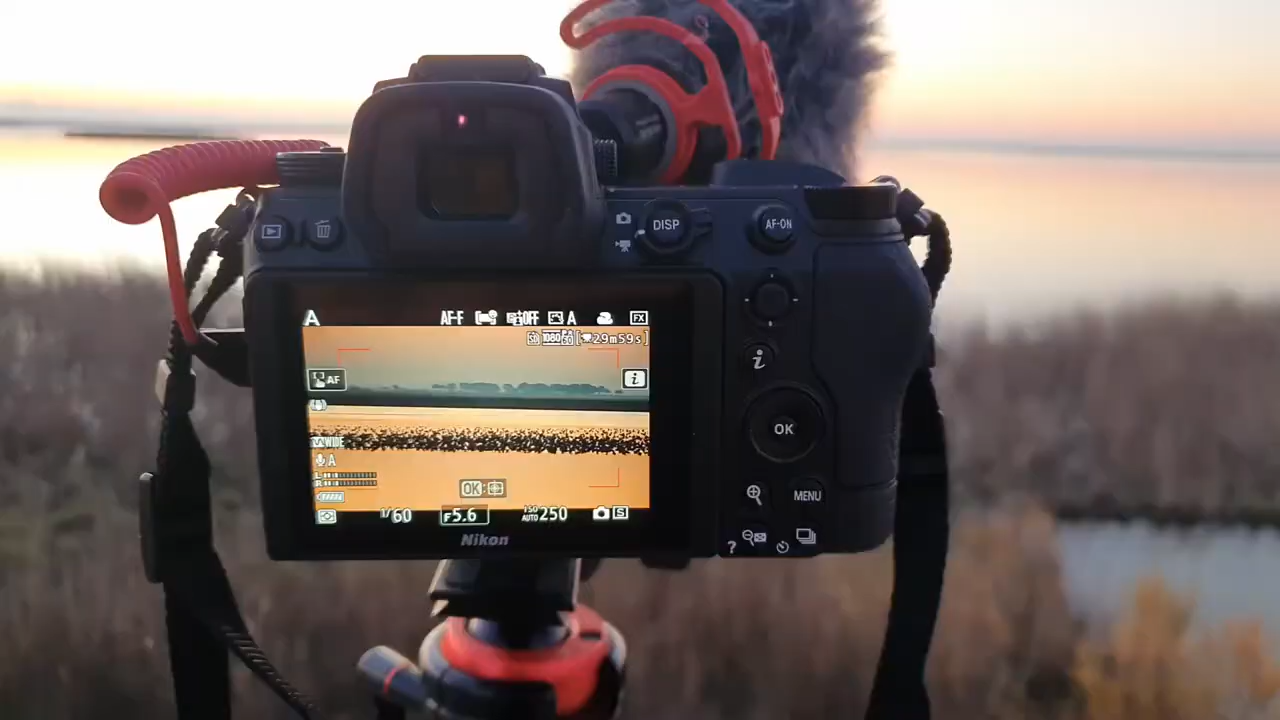 DISP
AF-ON
A AF-F OFF A FX
1080 [29m59s]
AF i
WIDE
A
L
R
OK:
1/60 F5.6 ISO AUTO 250 S
Nikon
i
OK
MENU
?